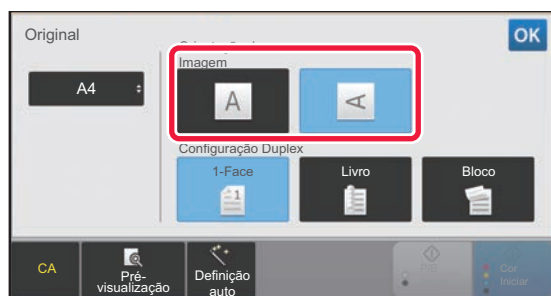 Original
OK
Imagem
A4
A
A
Configuração Duplex
1-Face
Livro
Bloco
1
CA
Pré-
visualização
Definição
auto
Cor
Iniciar